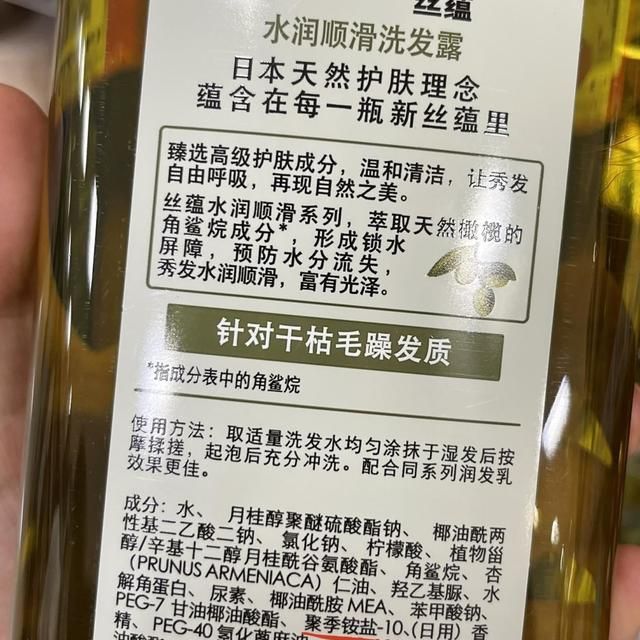 丝蕴
水润顺滑洗发露
日本天然护肤理念
蕴含在每一瓶新丝蕴里
臻选高级护肤成分，温和清洁，让秀发
自由呼吸，再现自然之美。
丝蕴水润顺滑系列，萃取天然橄榄的
角鲨烷成分*，形成锁水
屏障，预防水分流失，
秀发水润顺滑，富有光泽。
针对干枯毛躁发质
*指成分表中的角鲨烷
使用方法：取适量洗发水均匀涂抹于湿发后按
摩揉搓，起泡后充分冲洗。配合同系列润发乳
效果更佳。
成分：水、月桂醇聚醚硫酸酯钠、椰油酰两
性基二乙酸二钠、氯化钠、柠檬酸、植物甾
醇/辛基十二醇月桂酰谷氨酸酯、角鲨烷、杏
（PRUNUS ARMENIACA）仁油、羟乙基脲、水
解角蛋白、尿素、椰油酰胺 MEA、苯甲酸钠、
PEG-7 甘油椰油酸酯、聚季铵盐-10、（日用）香
精、PEG-40 氢化蓖麻油